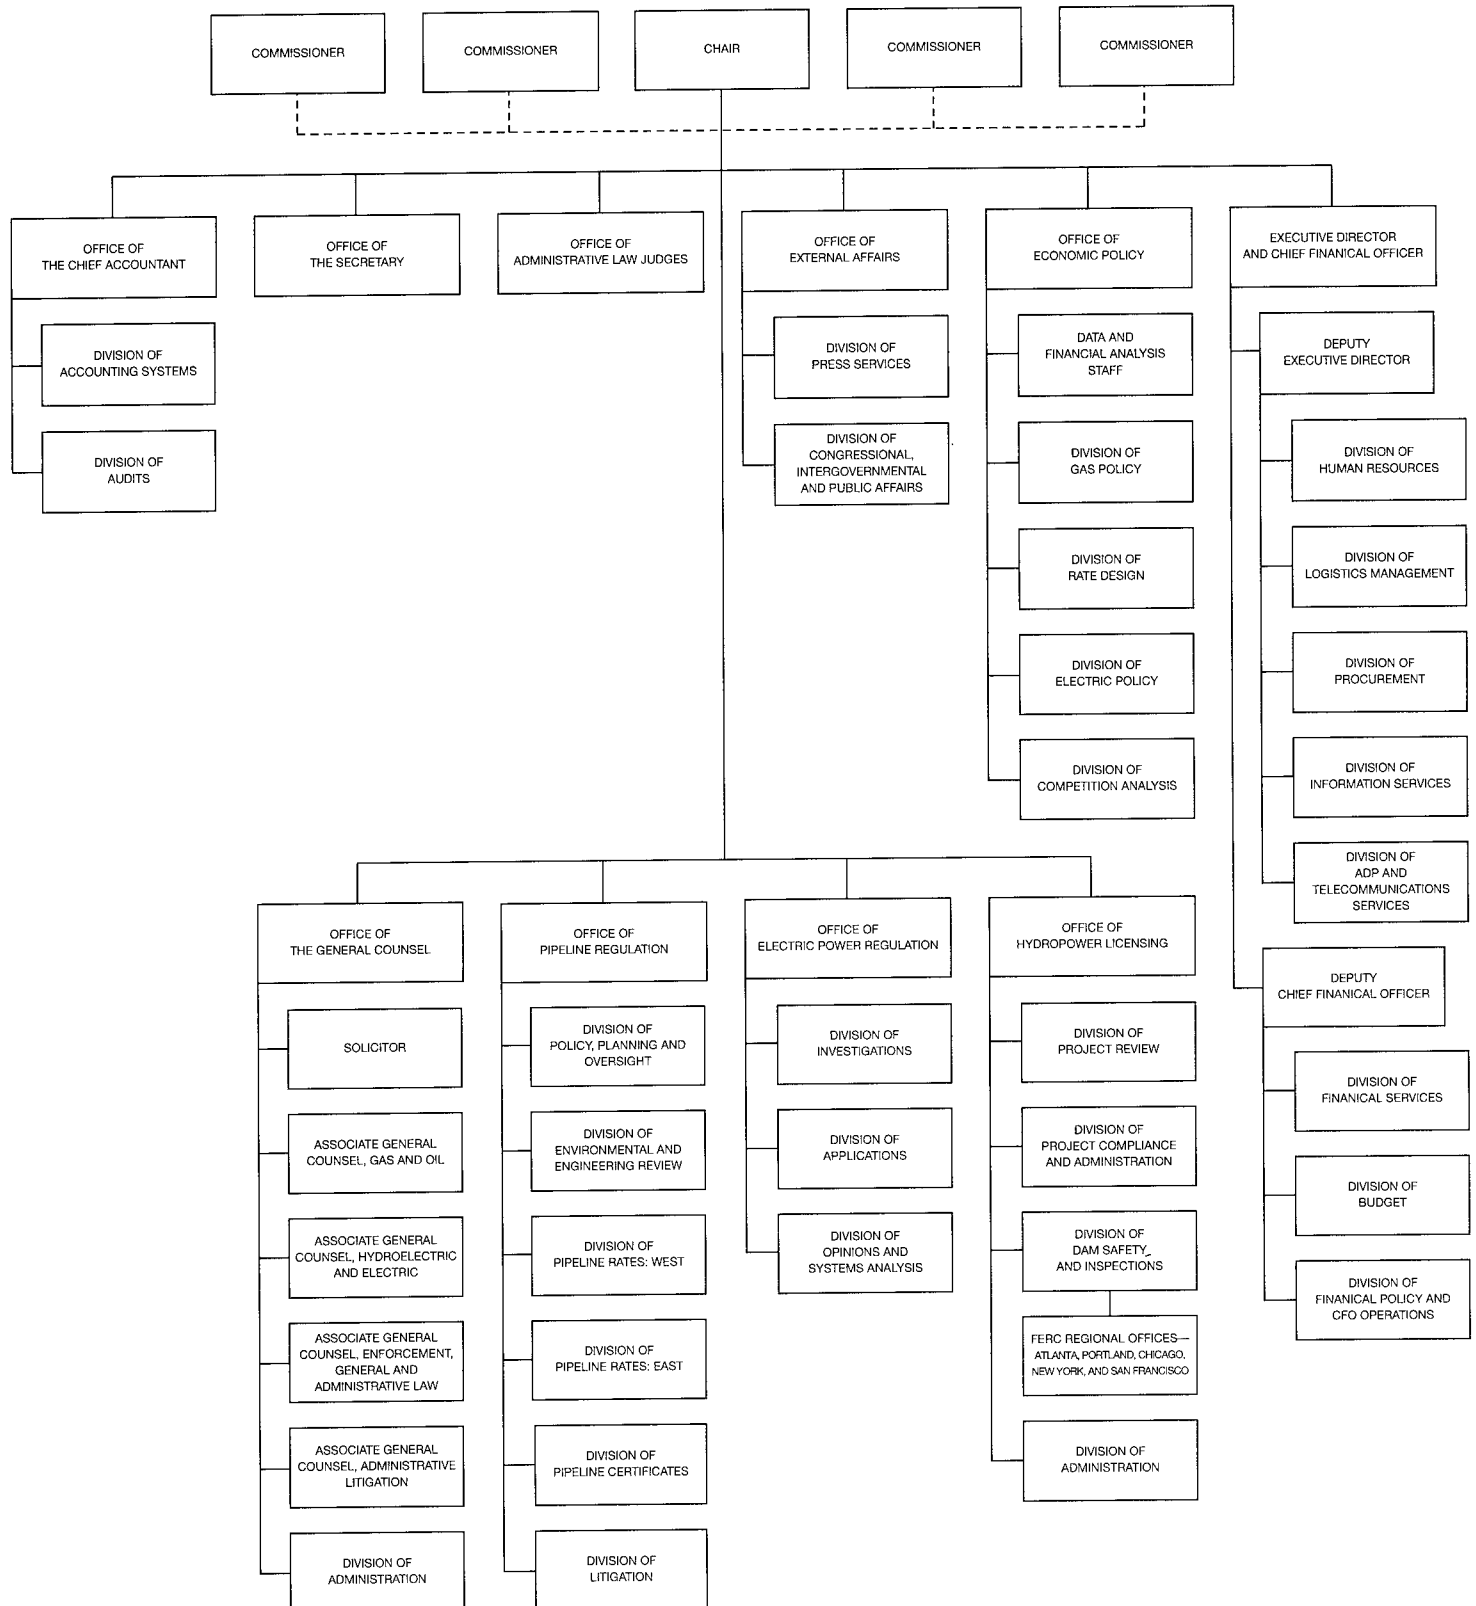 COMMISSIONER
COMMISSIONER
CHAIR
COMMISSIONER
COMMISSIONER
OFFICE OF
THE CHIEF ACCOUNTANT
DIVISION OF
ACCOUNTING SYSTEMS
DIVISION OF
AUDITS
OFFICE OF
THE SECRETARY
OFFICE OF
ADMINISTRATIVE LAW JUDGES
OFFICE OF
EXTERNAL AFFAIRS
DIVISION OF
PRESS SERVICES
DIVISION OF
CONGRESSIONAL,
INTERGOVERNMENTAL
AND PUBLIC AFFAIRS
OFFICE OF
ECONOMIC POLICY
DATA AND
FINANCIAL ANALYSIS
STAFF
DIVISION OF
GAS POLICY
DIVISION OF
RATE DESIGN
DIVISION OF
ELECTRIC POLICY
DIVISION OF
COMPETITION ANALYSIS
EXECUTIVE DIRECTOR
AND CHIEF FINANICAL OFFICER
DEPUTY
EXECUTIVE DIRECTOR
DIVISION OF
HUMAN RESOURCES
DIVISION OF
LOGISTICS MANAGEMENT
DIVISION OF
PROCUREMENT
DIVISION OF
INFORMATION SERVICES
DIVISION OF
ADP AND
TELECOMMUNICATIONS
SERVICES
DEPUTY
CHIEF FINANICAL OFFICER
DIVISION OF
FINANICAL SERVICES
DIVISION OF
BUDGET
DIVISION OF
FINANICAL POLICY AND
CFO OPERATIONS
OFFICE OF
THE GENERAL COUNSEL
SOLICITOR
ASSOCIATE GENERAL
COUNSEL, GAS AND OIL
ASSOCIATE GENERAL
COUNSEL, HYDROELECTRIC
AND ELECTRIC
ASSOCIATE GENERAL
COUNSEL, ENFORCEMENT,
GENERAL AND
ADMINISTRATIVE LAW
ASSOCIATE GENERAL
COUNSEL, ADMINISTRATIVE
LITIGATION
DIVISION OF
ADMINISTRATION
OFFICE OF
PIPELINE REGULATION
DIVISION OF
POLICY, PLANNING AND
OVERSIGHT
DIVISION OF
ENVIRONMENTAL AND
ENGINEERING REVIEW
DIVISION OF
PIPELINE RATES: WEST
DIVISION OF
PIPELINE RATES: EAST
DIVISION OF
PIPELINE CERTIFICATES
DIVISION OF
LITIGATION
OFFICE OF
ELECTRIC POWER REGULATION
DIVISION OF
INVESTIGATIONS
DIVISION OF
APPLICATIONS
DIVISION OF
OPINIONS AND
SYSTEMS ANALYSIS
OFFICE OF
HYDROPOWER LICENSING
DIVISION OF
PROJECT REVIEW
DIVISION OF
PROJECT COMPLIANCE
AND ADMINISTRATION
DIVISION OF
DAM SAFETY
AND INSPECTIONS
FERC REGIONAL OFFICES—
ATLANTA, PORTLAND, CHICAGO,
NEW YORK, AND SAN FRANCISCO
DIVISION OF
ADMINISTRATION